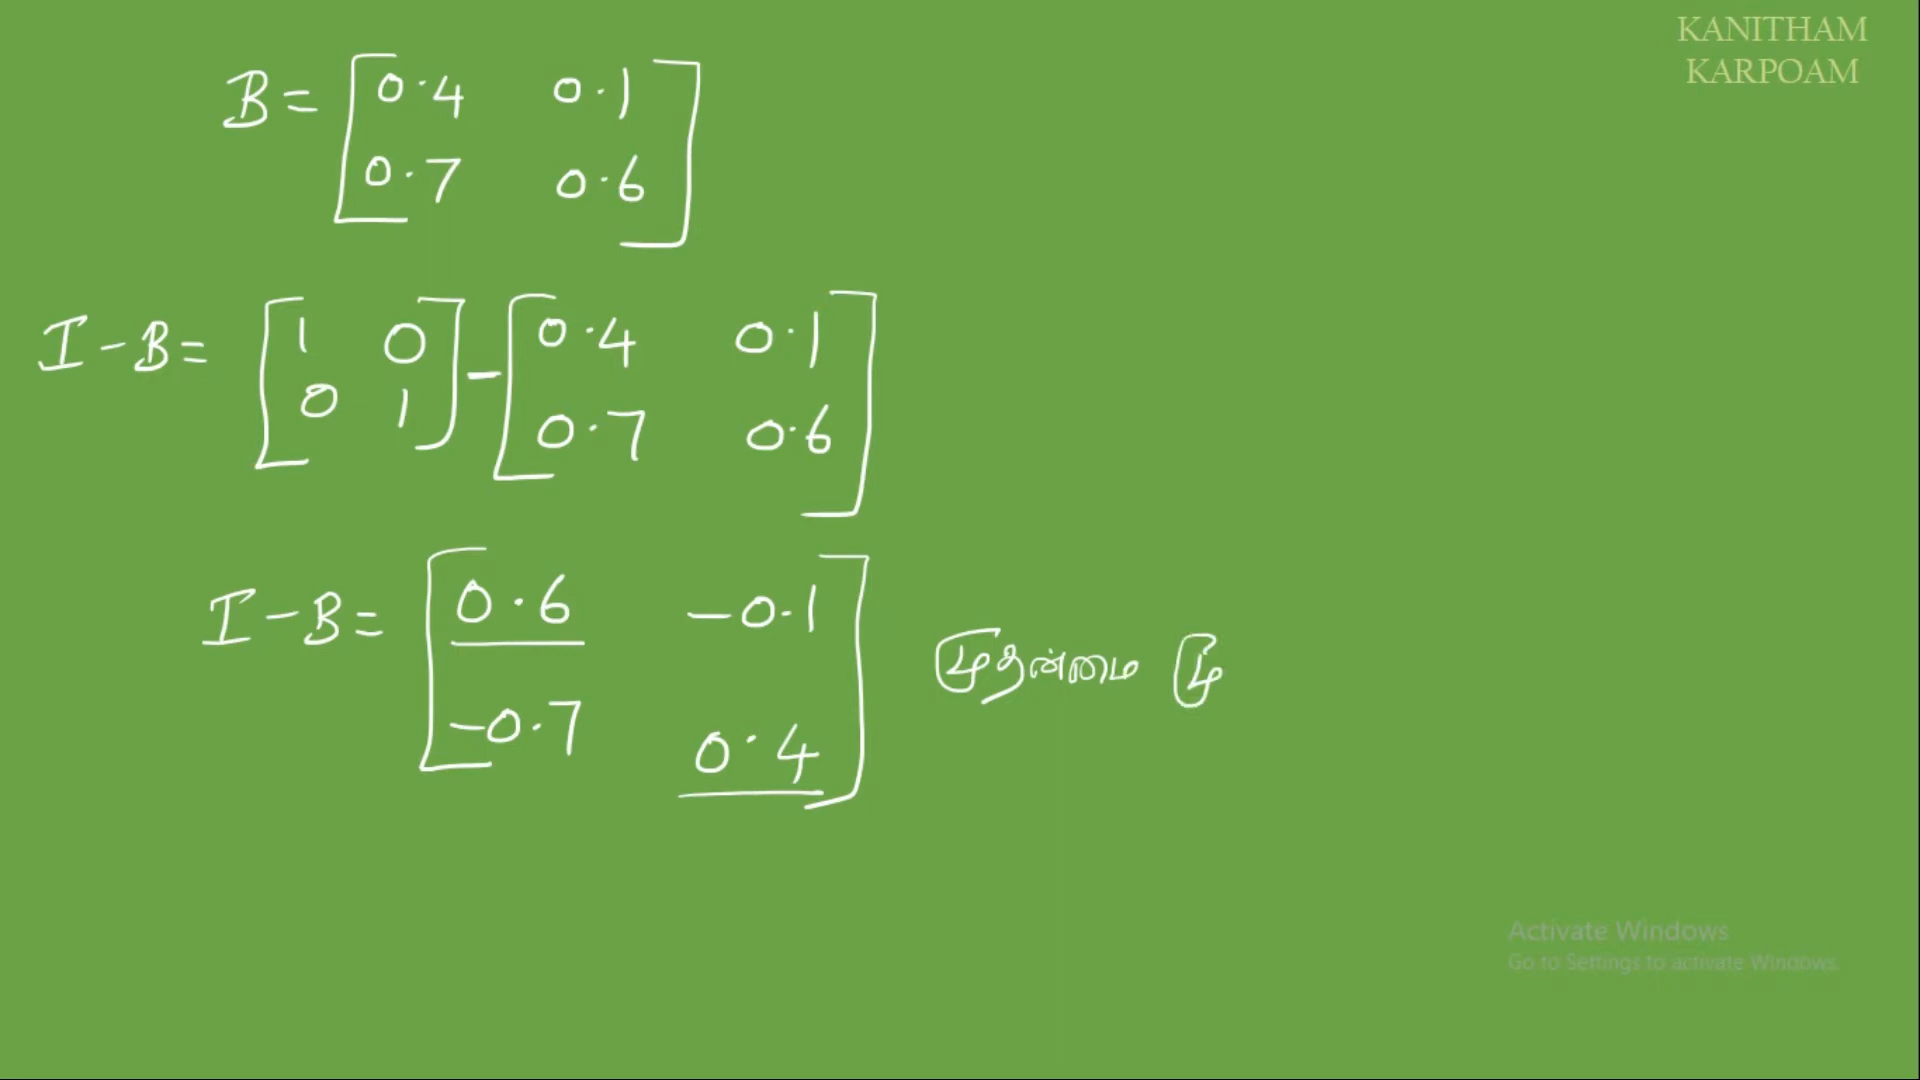 KANITHAM
KARPOAM
B = [0.4 0.1
0.7 0.6]
I - B = [1 0
0 1] - [0.4 0.1
0.7 0.6]
I - B = [0.6 -0.1
-0.7 0.4]
முதன்மை மூ
Activate Windows
Go to Settings to activate Windows.